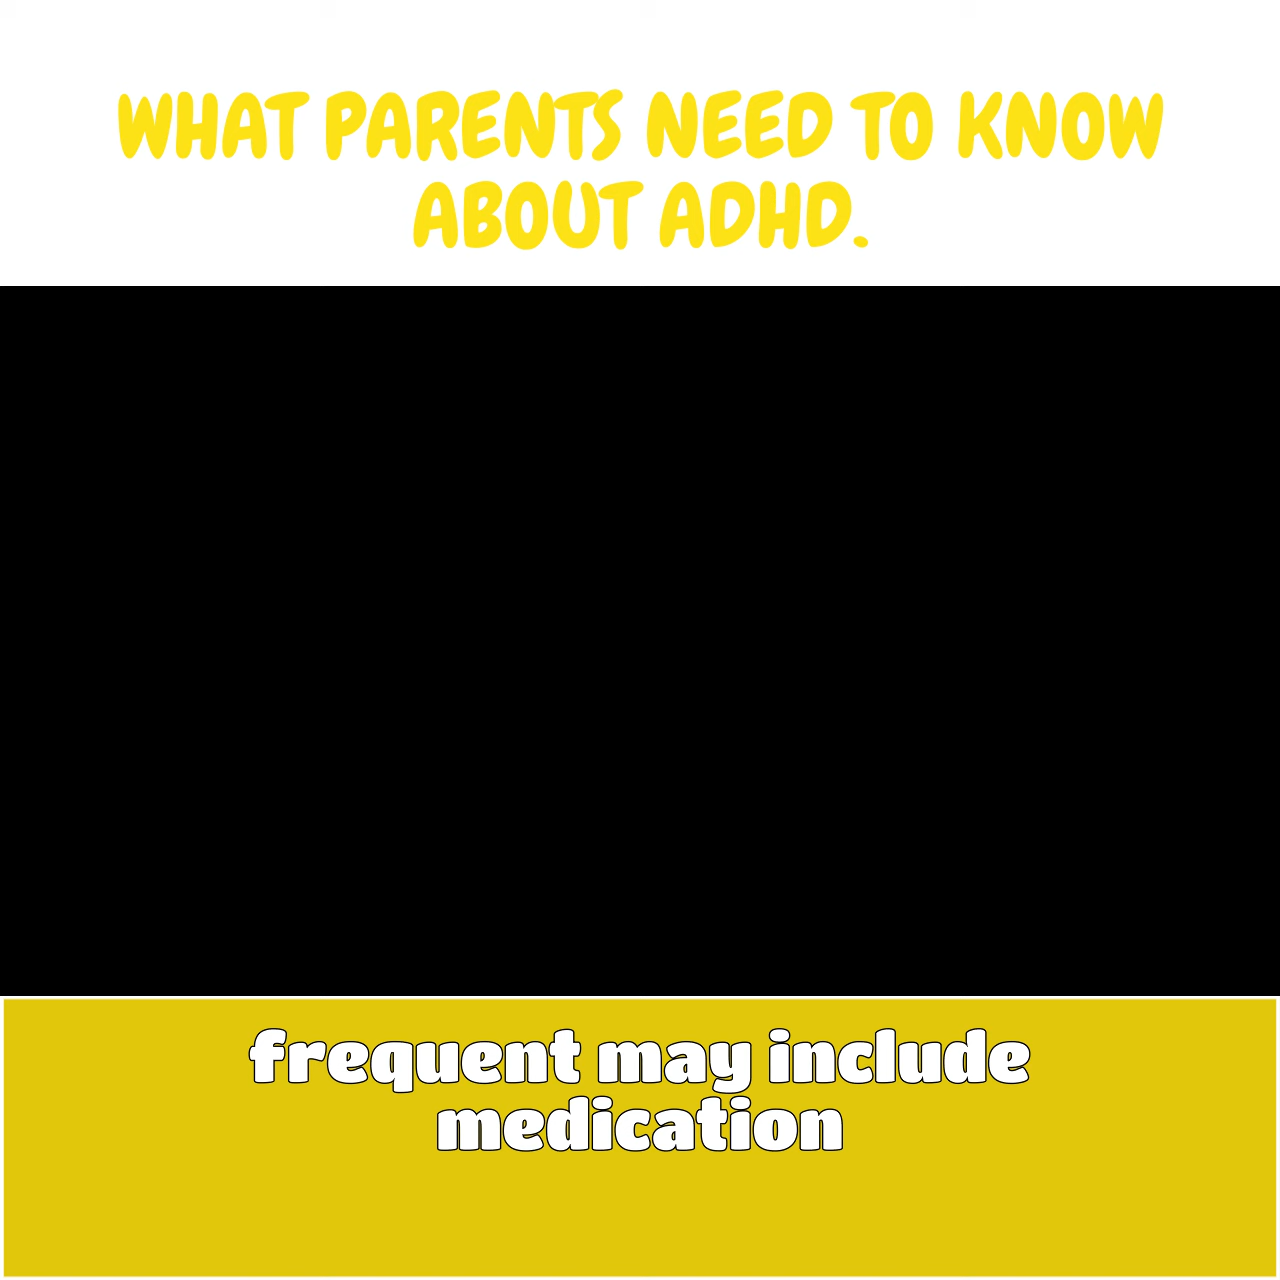 WHAT PARENTS NEED TO KNOW
ABOUT ADHD.
frequent may include
medication